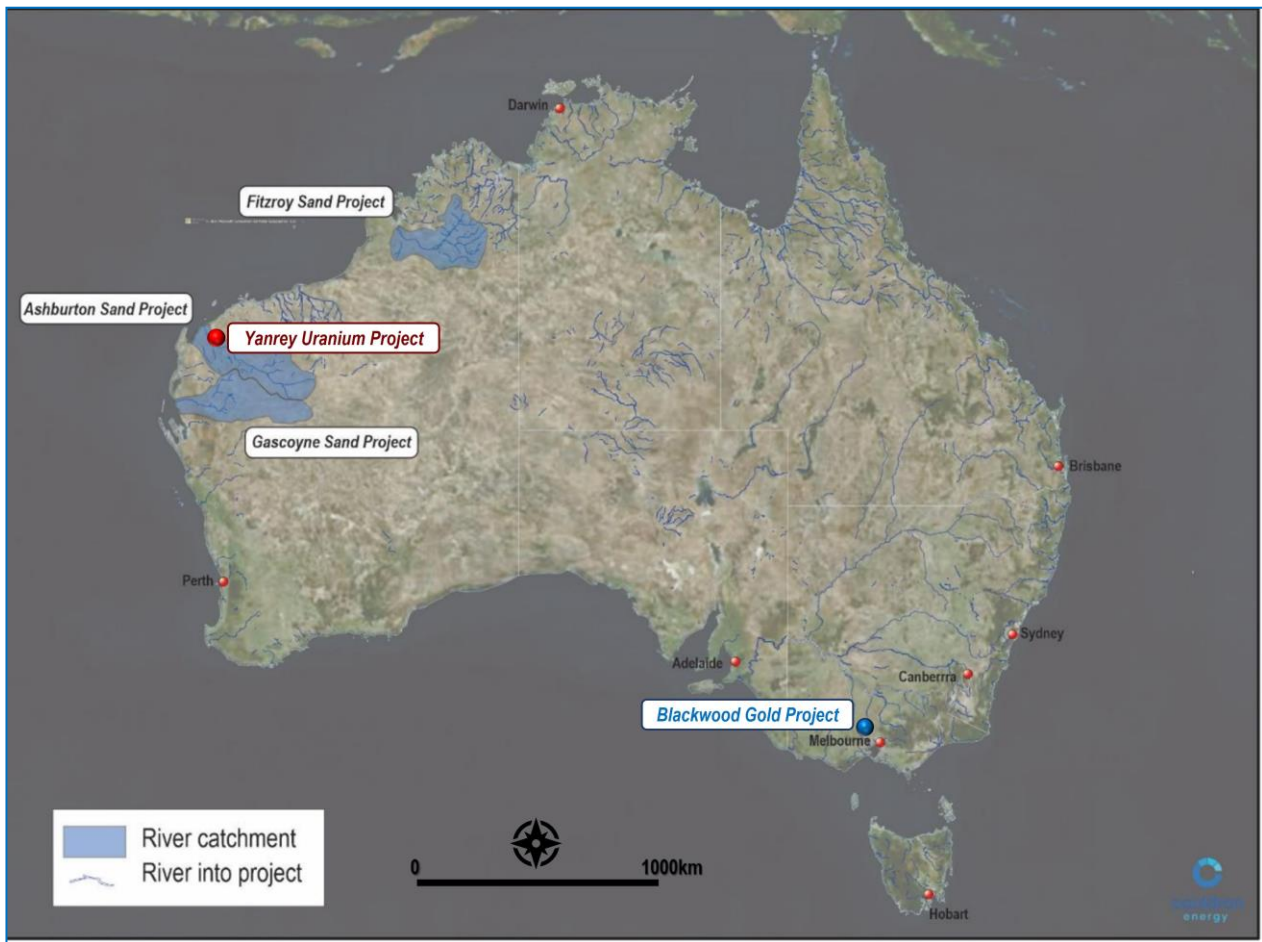 Darwin
Fitzroy Sand Project
Ashburton Sand Project
Yanrey Uranium Project
Gascoyne Sand Project
Brisbane
Perth
Sydney
Adelaide
Canberrra
Blackwood Gold Project
Melbourne
River catchment
River into project
0 1000km
Hobart
energy